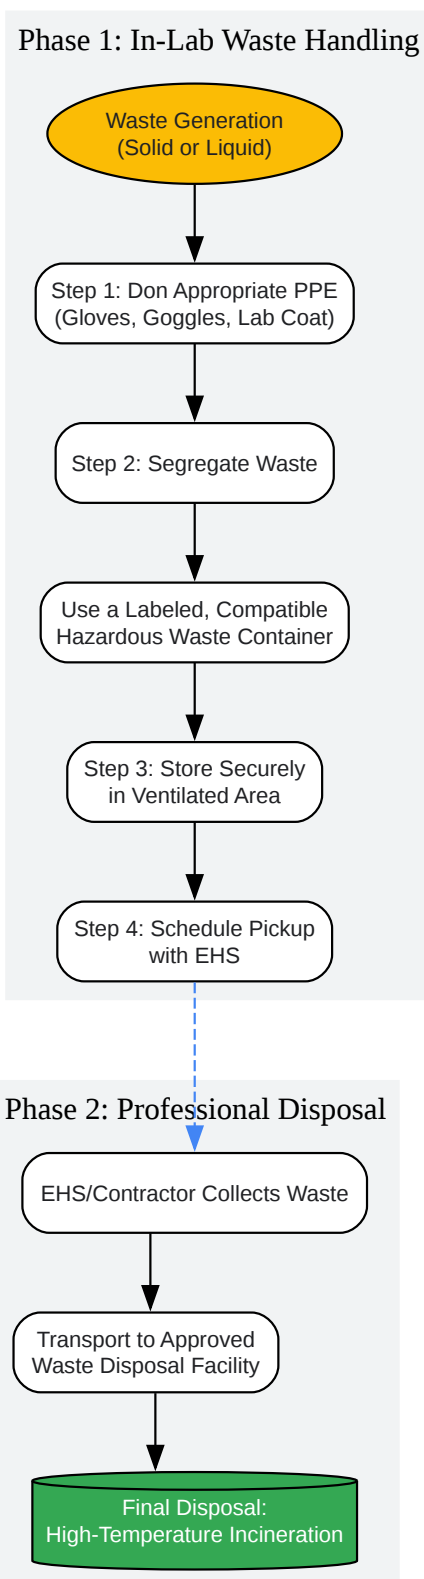 Phase 1: In-Lab Waste Handling
Waste Generation
(Solid or Liquid)
Step 1: Don Appropriate PPE
(Gloves, Goggles, Lab Coat)
Step 2: Segregate Waste
Use a Labeled, Compatible
Hazardous Waste Container
Step 3: Store Securely
in Ventilated Area
Step 4: Schedule Pickup
with EHS
Phase 2: Professional Disposal
EHS/Contractor Collects Waste
Transport to Approved
Waste Disposal Facility
Final Disposal:
High-Temperature Incineration